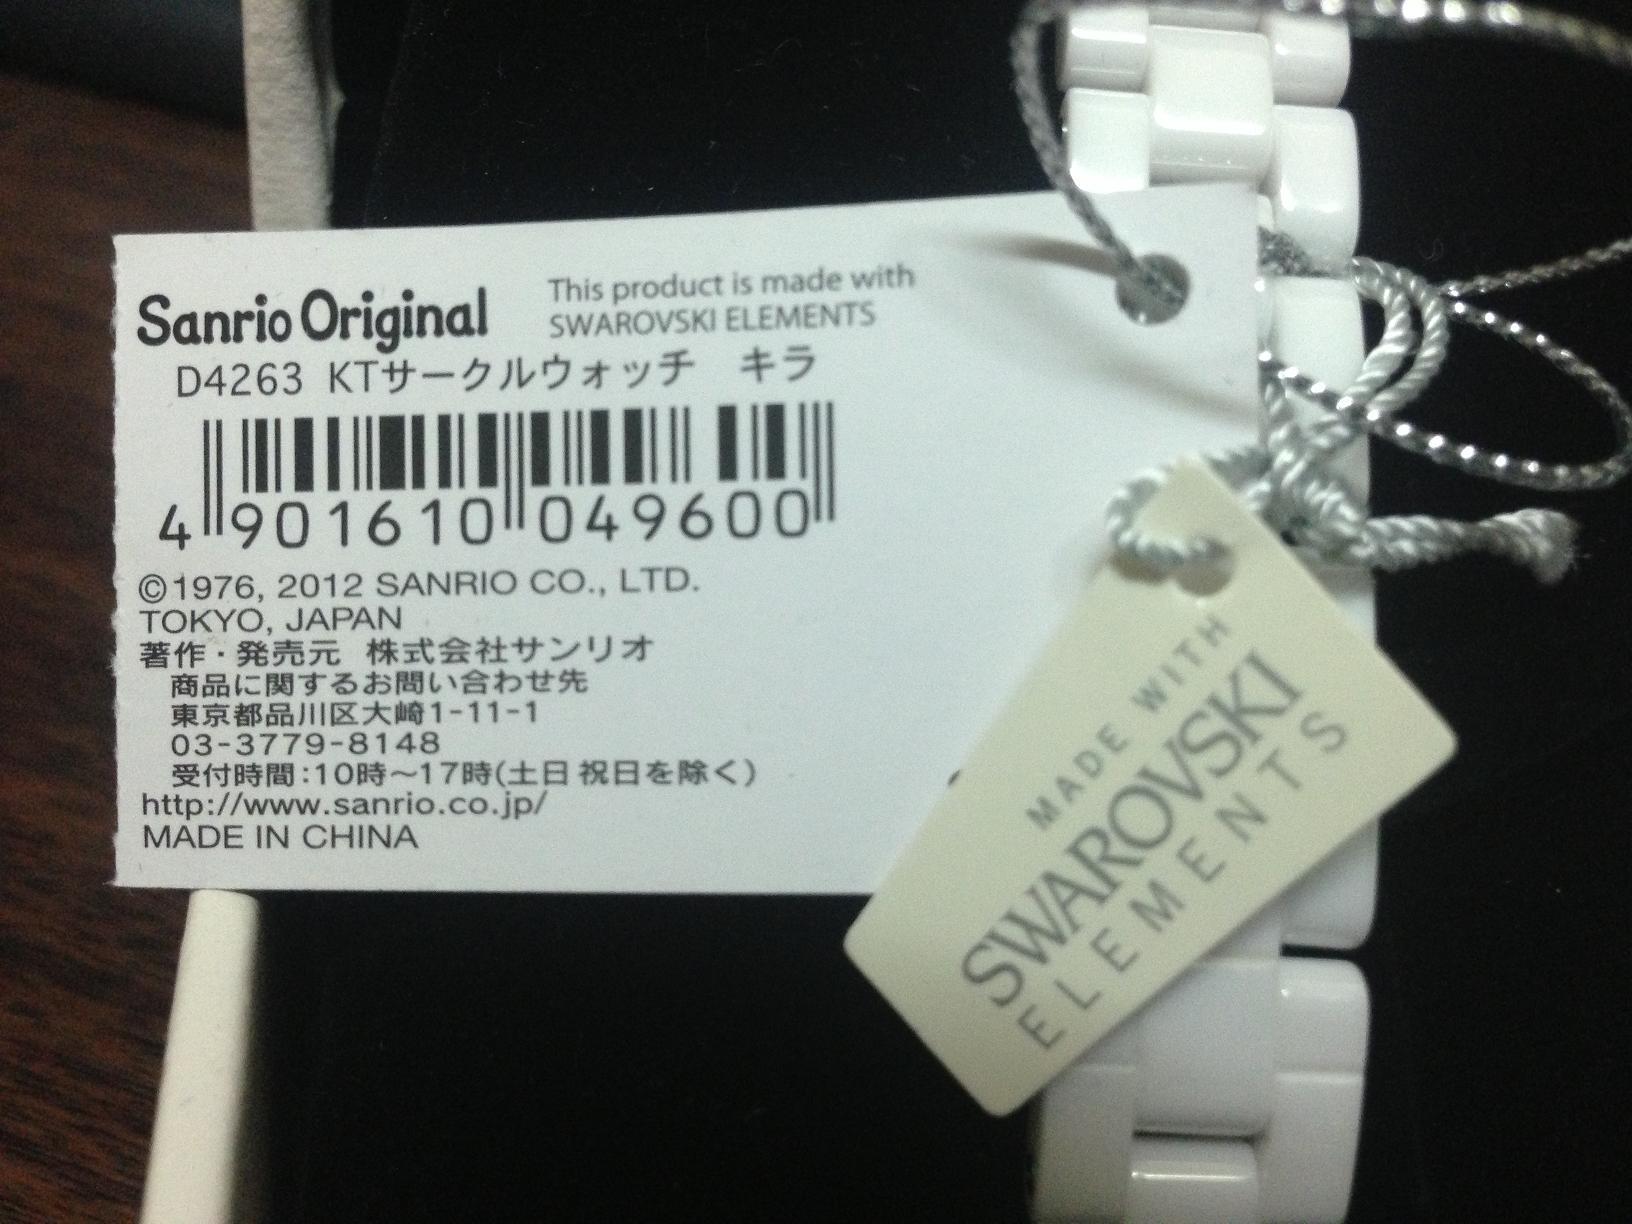 Sanrio Original
This product is made with
SWAROVSKI ELEMENTS
D4263 KTサークルウォッチ　キラ
4 901610 049600
©1976, 2012 SANRIO CO., LTD.
TOKYO, JAPAN
著作・発売元　株式会社サンリオ
商品に関するお問い合わせ先
東京都品川区大崎1-11-1
03-3779-8148
受付時間:10時〜17時(土日祝日を除く)
http://www.sanrio.co.jp/
MADE IN CHINA
MADE WITH
SWAROVSKI
ELEMENTS